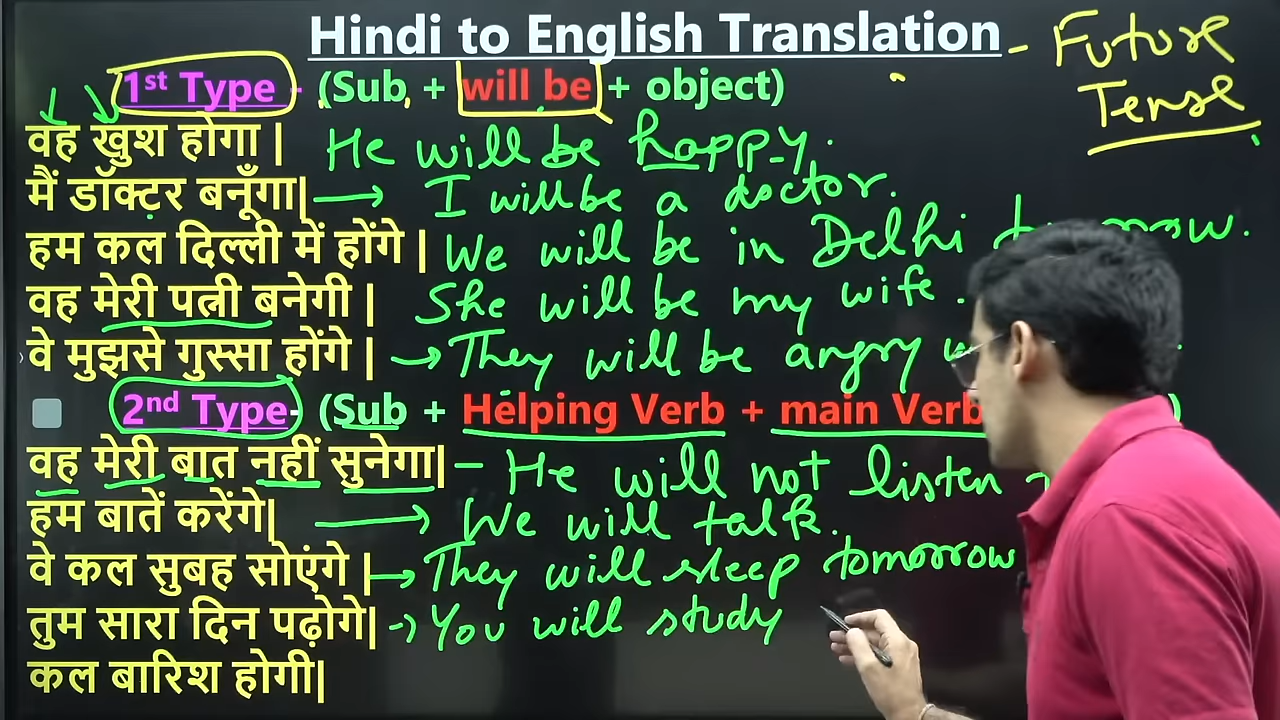 Hindi to English Translation - Future Tense
1st Type - (Sub + will be + object)
वह खुश होगा | He will be happy.
मैं डॉक्टर बनूँगा| → I will be a doctor.
हम कल दिल्ली में होंगे | We will be in Delhi
वह मेरी पत्नी बनेगी | She will be my wife.
वे मुझसे गुस्सा होंगे | → They will be angry
2nd Type- (Sub + Helping Verb + main Verb )
वह मेरी बात नहीं सुनेगा| - He will not listen
हम बातें करेंगे| → We will talk.
वे कल सुबह सोएंगे | → They will sleep tomorrow
तुम सारा दिन पढ़ोगे| → You will study
कल बारिश होगी|